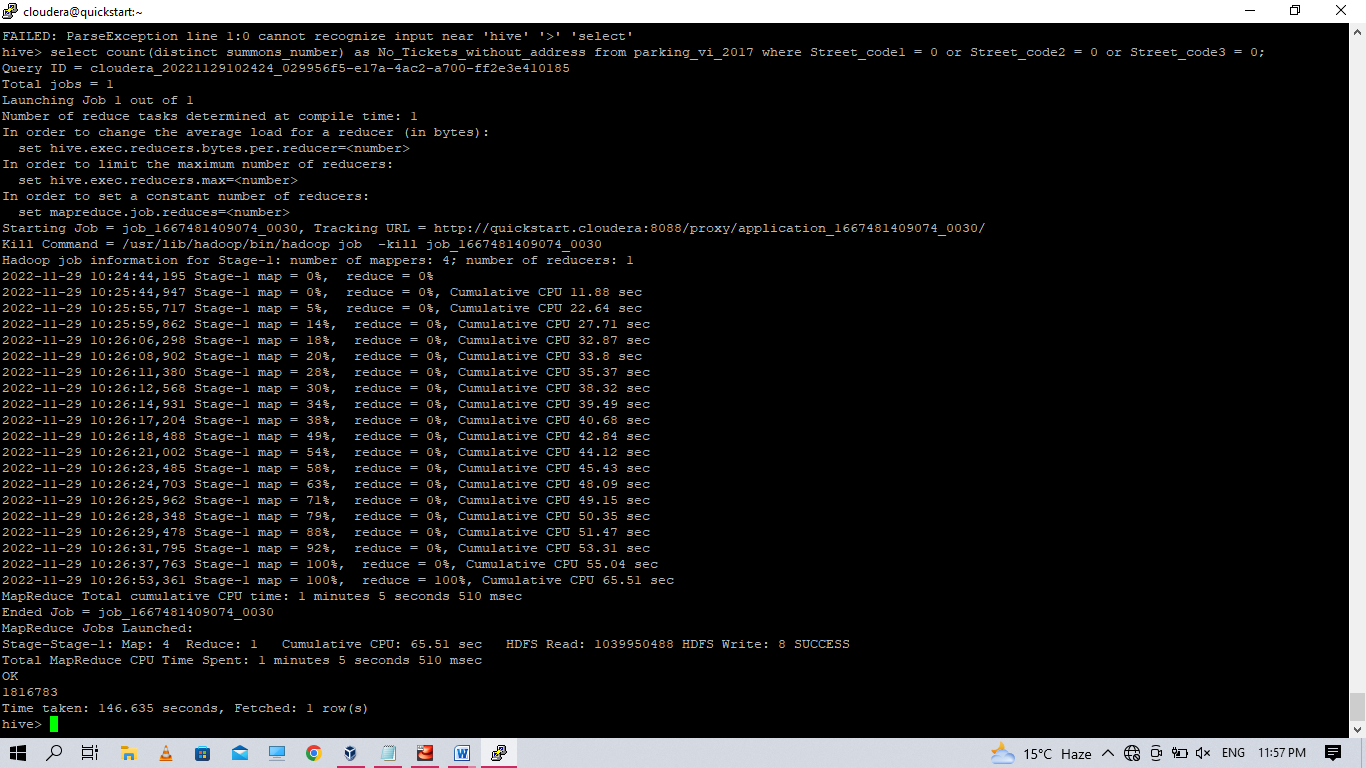 cloudera@quickstart:~
FAILED: ParseException line 1:0 cannot recognize input near 'hive' '>' 'select'
hive> select count(distinct summons_number) as No_Tickets_without_address from parking_vi_2017 where Street_code1 = 0 or Street_code2 = 0 or Street_code3 = 0;
Query ID = cloudera_20221129102424_029956f5-e17a-4ac2-a700-ff2e3e410185
Total jobs = 1
Launching Job 1 out of 1
Number of reduce tasks determined at compile time: 1
In order to change the average load for a reducer (in bytes):
  set hive.exec.reducers.bytes.per.reducer=<number>
In order to limit the maximum number of reducers:
  set hive.exec.reducers.max=<number>
In order to set a constant number of reducers:
  set mapreduce.job.reduces=<number>
Starting Job = job_1667481409074_0030, Tracking URL = http://quickstart.cloudera:8088/proxy/application_1667481409074_0030/
Kill Command = /usr/lib/hadoop/bin/hadoop job  -kill job_1667481409074_0030
Hadoop job information for Stage-1: number of mappers: 4; number of reducers: 1
2022-11-29 10:24:44,195 Stage-1 map = 0%,  reduce = 0%
2022-11-29 10:25:44,947 Stage-1 map = 0%,  reduce = 0%, Cumulative CPU 11.88 sec
2022-11-29 10:25:55,717 Stage-1 map = 5%,  reduce = 0%, Cumulative CPU 22.64 sec
2022-11-29 10:25:59,862 Stage-1 map = 14%,  reduce = 0%, Cumulative CPU 27.71 sec
2022-11-29 10:26:06,298 Stage-1 map = 18%,  reduce = 0%, Cumulative CPU 32.87 sec
2022-11-29 10:26:08,902 Stage-1 map = 20%,  reduce = 0%, Cumulative CPU 33.8 sec
2022-11-29 10:26:11,380 Stage-1 map = 28%,  reduce = 0%, Cumulative CPU 35.37 sec
2022-11-29 10:26:12,568 Stage-1 map = 30%,  reduce = 0%, Cumulative CPU 38.32 sec
2022-11-29 10:26:14,931 Stage-1 map = 34%,  reduce = 0%, Cumulative CPU 39.49 sec
2022-11-29 10:26:17,204 Stage-1 map = 38%,  reduce = 0%, Cumulative CPU 40.68 sec
2022-11-29 10:26:18,488 Stage-1 map = 49%,  reduce = 0%, Cumulative CPU 42.84 sec
2022-11-29 10:26:21,002 Stage-1 map = 54%,  reduce = 0%, Cumulative CPU 44.12 sec
2022-11-29 10:26:23,485 Stage-1 map = 58%,  reduce = 0%, Cumulative CPU 45.43 sec
2022-11-29 10:26:24,703 Stage-1 map = 63%,  reduce = 0%, Cumulative CPU 48.09 sec
2022-11-29 10:26:25,962 Stage-1 map = 71%,  reduce = 0%, Cumulative CPU 49.15 sec
2022-11-29 10:26:28,348 Stage-1 map = 79%,  reduce = 0%, Cumulative CPU 50.35 sec
2022-11-29 10:26:29,478 Stage-1 map = 88%,  reduce = 0%, Cumulative CPU 51.47 sec
2022-11-29 10:26:31,795 Stage-1 map = 92%,  reduce = 0%, Cumulative CPU 53.31 sec
2022-11-29 10:26:37,763 Stage-1 map = 100%,  reduce = 0%, Cumulative CPU 55.04 sec
2022-11-29 10:26:53,361 Stage-1 map = 100%,  reduce = 100%, Cumulative CPU 65.51 sec
MapReduce Total cumulative CPU time: 1 minutes 5 seconds 510 msec
Ended Job = job_1667481409074_0030
MapReduce Jobs Launched:
Stage-Stage-1: Map: 4  Reduce: 1   Cumulative CPU: 65.51 sec   HDFS Read: 1039950488 HDFS Write: 8 SUCCESS
Total MapReduce CPU Time Spent: 1 minutes 5 seconds 510 msec
OK
1816783
Time taken: 146.635 seconds, Fetched: 1 row(s)
hive>
15°C Haze ENG 11:57 PM